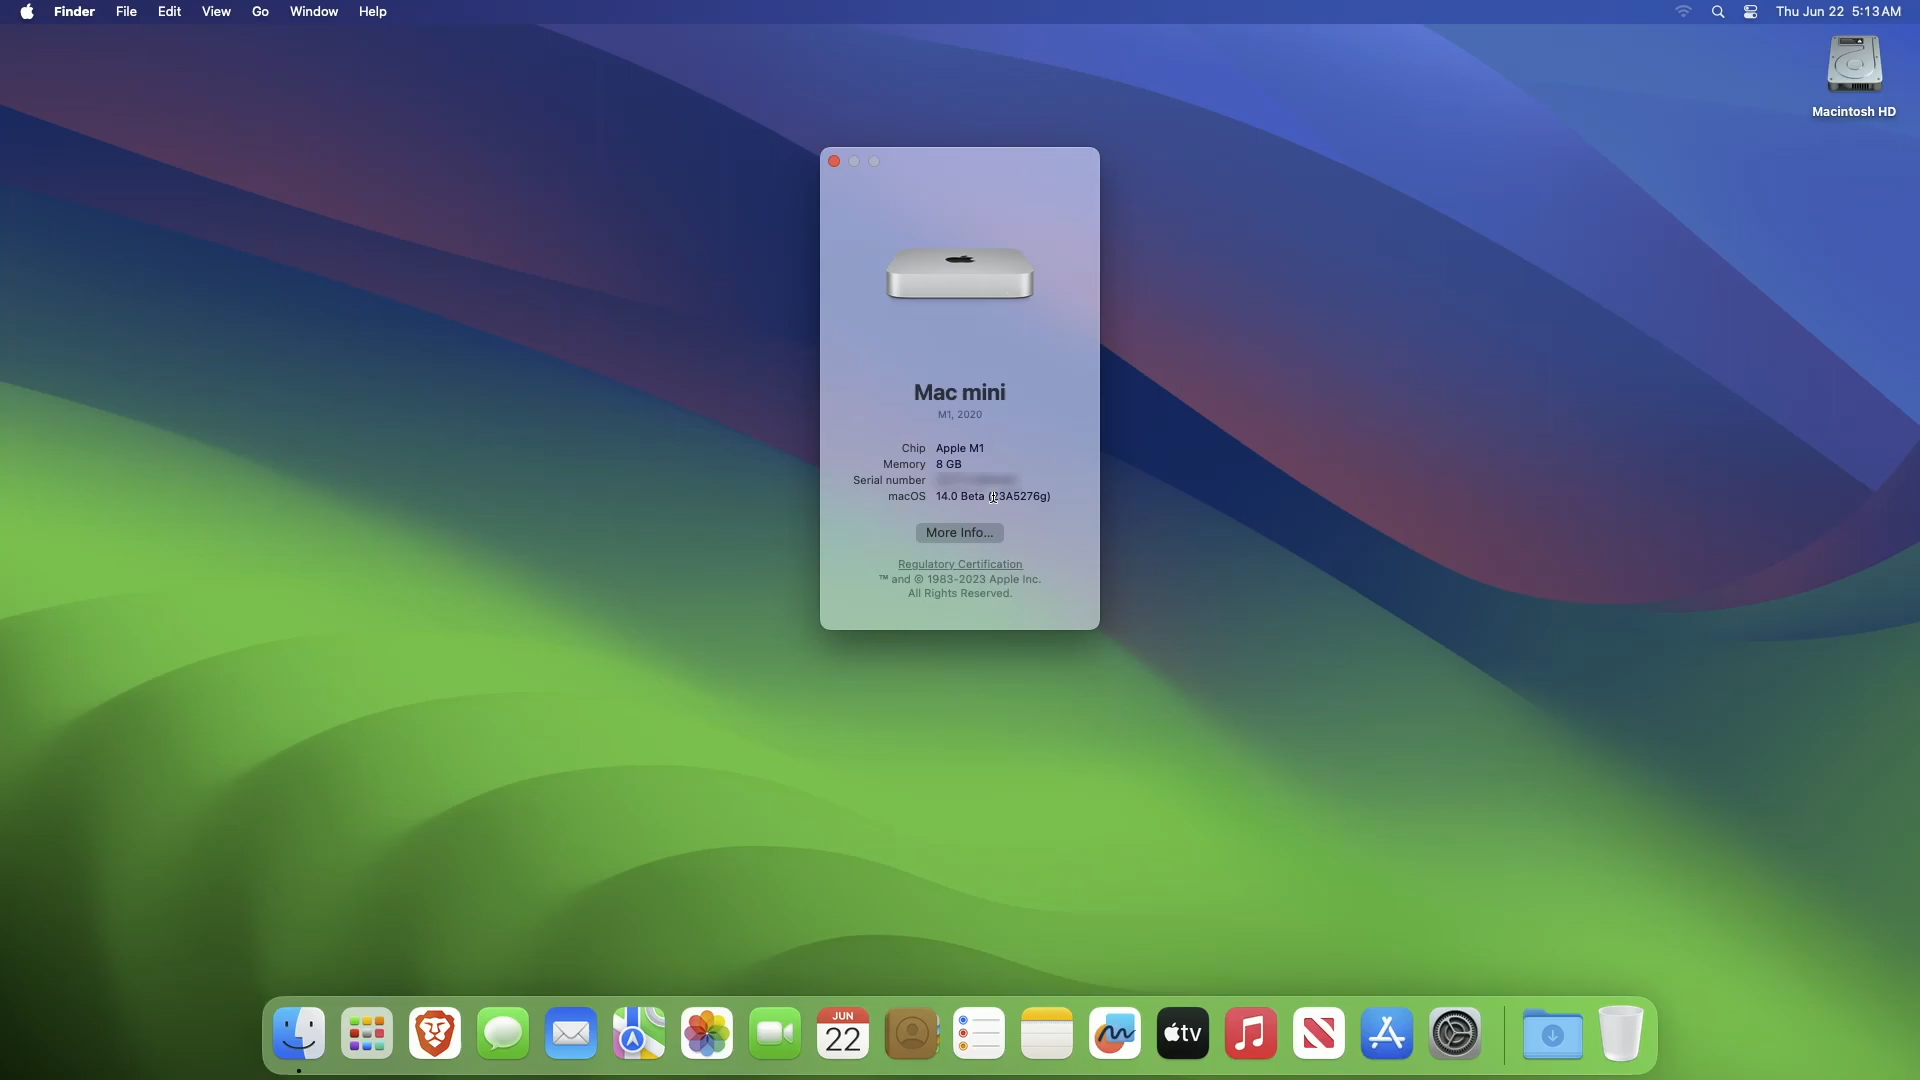 Finder File Edit View Go Window Help
Thu Jun 22 5:13 AM
Macintosh HD
Mac mini
M1, 2020
Chip Apple M1
Memory 8 GB
Serial number
macOS 14.0 Beta (23A5276g)
More Info...
Regulatory Certification
™ and © 1983-2023 Apple Inc.
All Rights Reserved.
JUN
22
tv